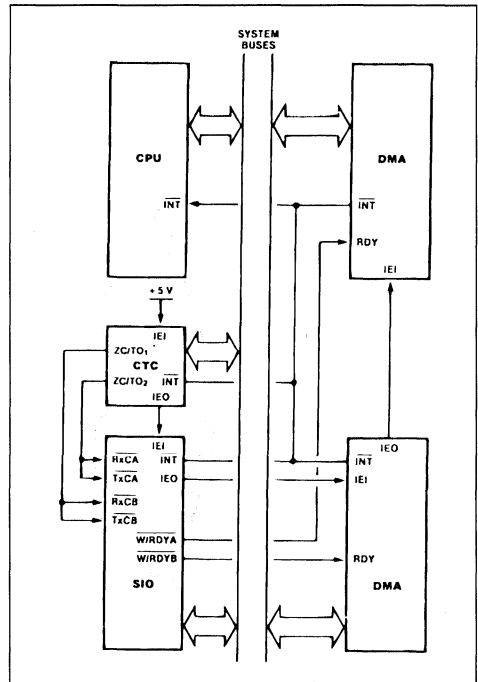 SYSTEM
BUSES
CPU
INT
DMA
INT
RDY
IEI
+5 V
IEI
ZC/TO1
CTC
ZC/TO2
INT
IEO
IEI
RxCA
INT
TxCA
IEO
RxCB
TxCB
W/RDYA
W/RDYB
SIO
IEO
INT
IEI
RDY
DMA